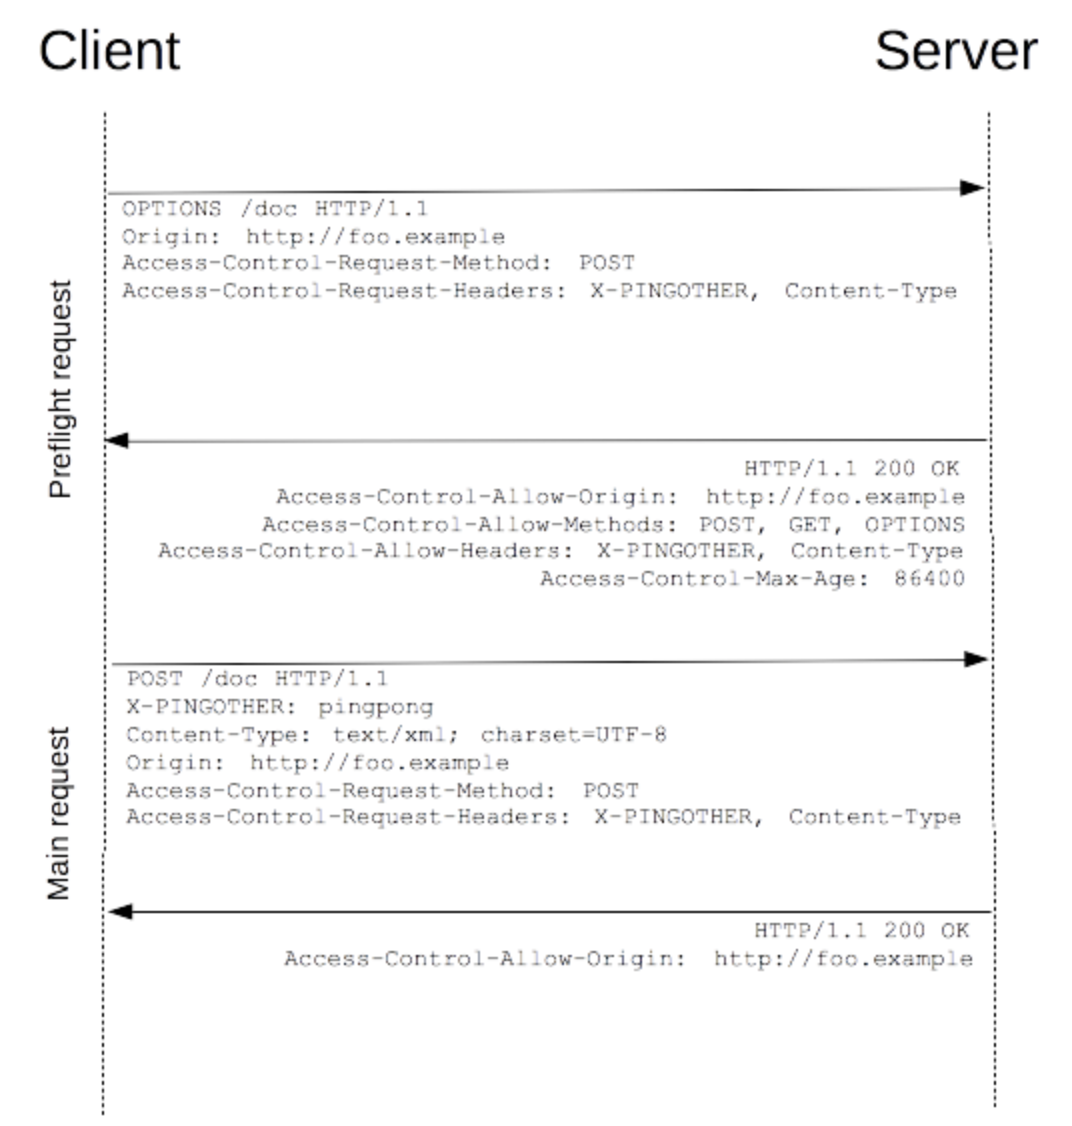 Client
Server
Preflight request
OPTIONS /doc HTTP/1.1
Origin: http://foo.example
Access-Control-Request-Method: POST
Access-Control-Request-Headers: X-PINGOTHER, Content-Type
HTTP/1.1 200 OK
Access-Control-Allow-Origin: http://foo.example
Access-Control-Allow-Methods: POST, GET, OPTIONS
Access-Control-Allow-Headers: X-PINGOTHER, Content-Type
Access-Control-Max-Age: 86400
Main request
POST /doc HTTP/1.1
X-PINGOTHER: pingpong
Content-Type: text/xml; charset=UTF-8
Origin: http://foo.example
Access-Control-Request-Method: POST
Access-Control-Request-Headers: X-PINGOTHER, Content-Type
HTTP/1.1 200 OK
Access-Control-Allow-Origin: http://foo.example